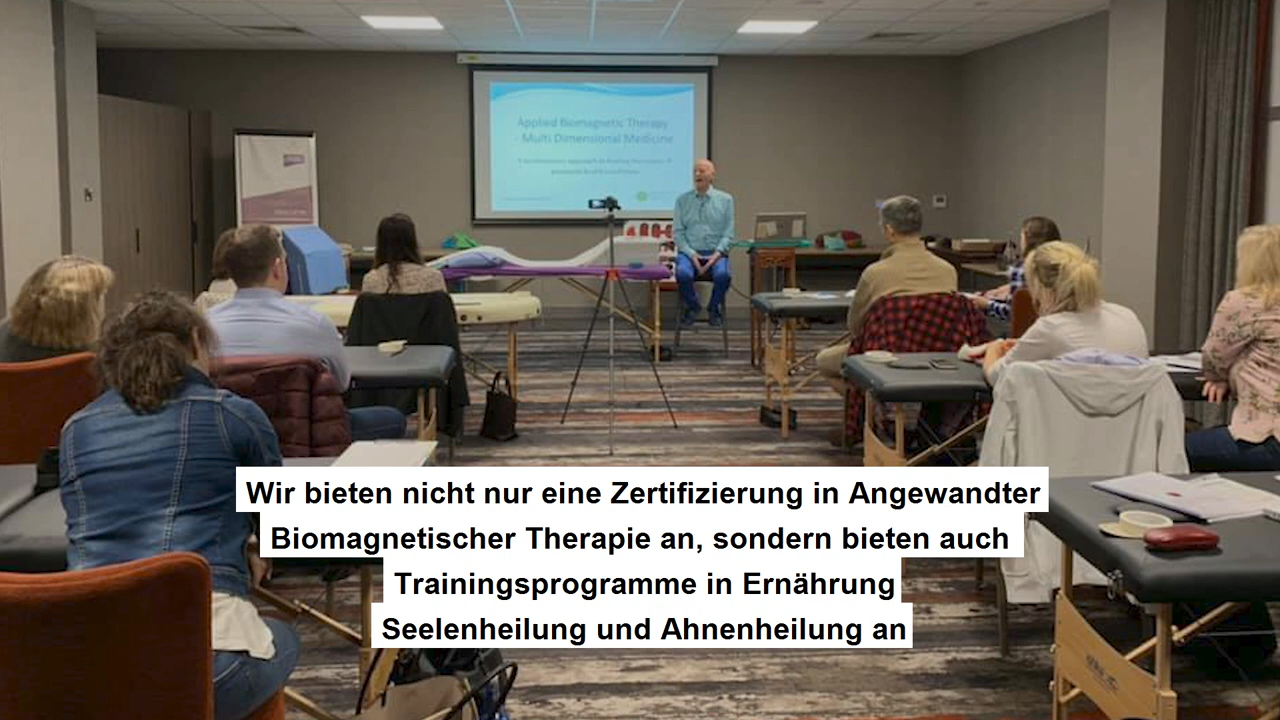 Applied Biomagnetic Therapy
- Multi Dimensional Medicine
Wir bieten nicht nur eine Zertifizierung in Angewandter
Biomagnetischer Therapie an, sondern bieten auch
Trainingsprogramme in Ernährung
Seelenheilung und Ahnenheilung an